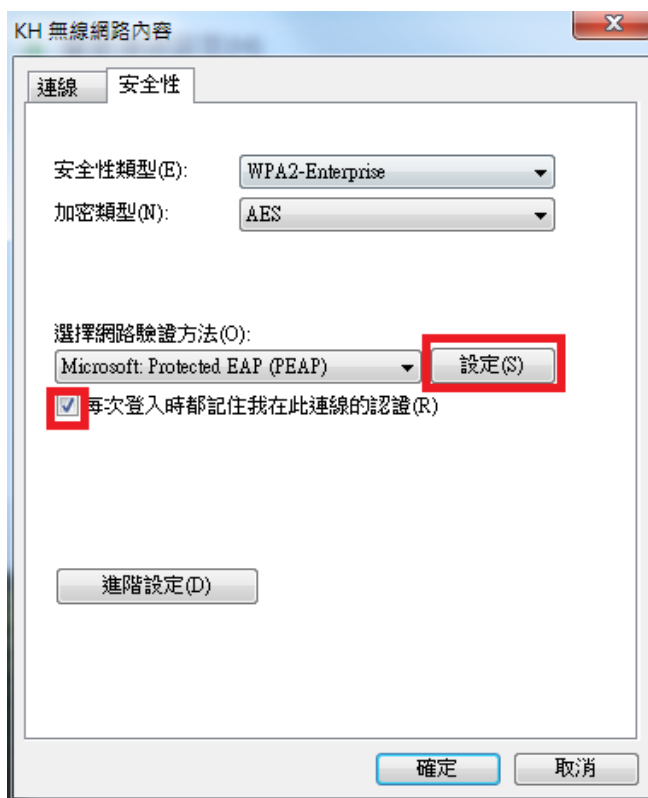 KH 無線網路內容
連線 安全性
安全性類型(E): WPA2-Enterprise
加密類型(N): AES
選擇網路驗證方法(O):
Microsoft: Protected EAP (PEAP) 設定(S)
每次登入時都記住我在此連線的認證(R)
進階設定(D)
確定 取消